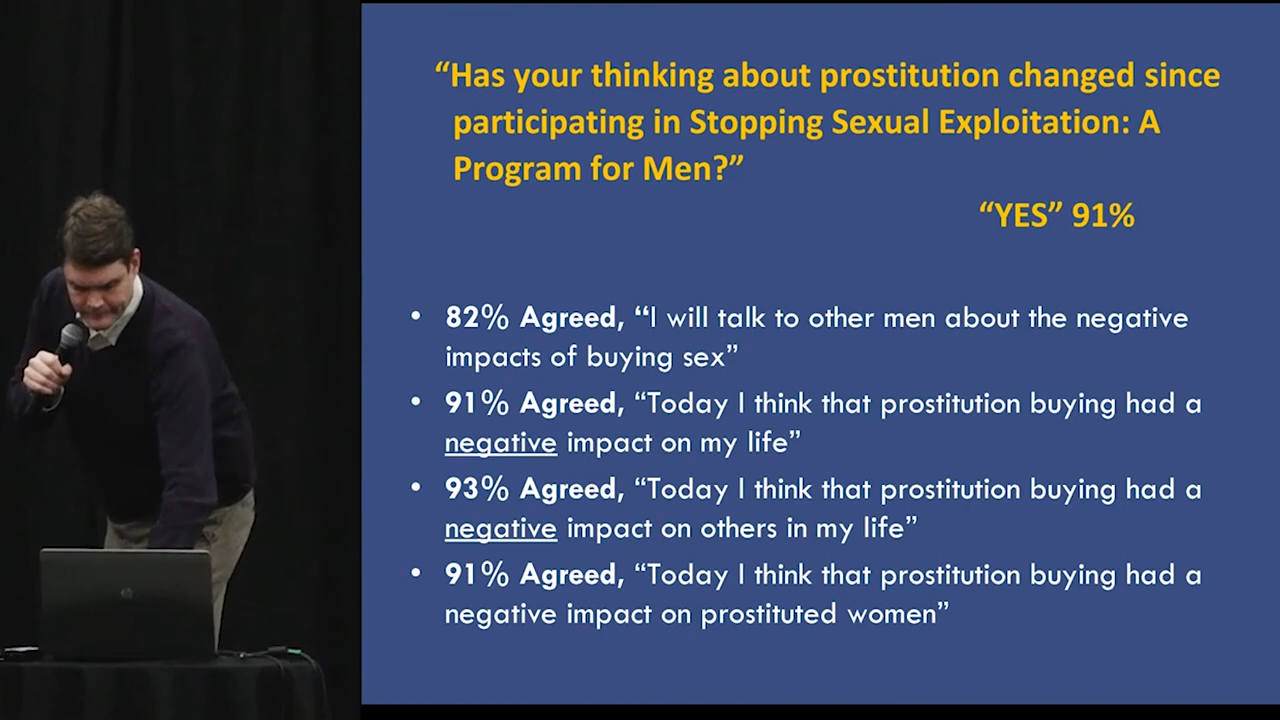 “Has your thinking about prostitution changed since
participating in Stopping Sexual Exploitation: A
Program for Men?”
“YES” 91%
• 82% Agreed, “I will talk to other men about the negative
impacts of buying sex”
• 91% Agreed, “Today I think that prostitution buying had a
negative impact on my life”
• 93% Agreed, “Today I think that prostitution buying had a
negative impact on others in my life”
• 91% Agreed, “Today I think that prostitution buying had a
negative impact on prostituted women”